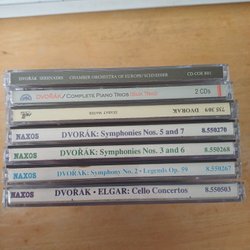 DVOŘÁK: SERENADES CHAMBER ORCHESTRA OF EUROPE/SCHNEIDER CD COE 801
DVOŘÁK/COMPLETE PIANO TRIOS 2 CDs
DVORAK
NAXOS DVOŘÁK: Symphonies Nos. 5 and 7 8.550270
NAXOS DVOŘÁK: Symphonies Nos. 3 and 6 8.550268
NAXOS DVOŘÁK: Symphony No. 2 • Legends Op. 59 8.550267
NAXOS DVORAK • ELGAR: Cello Concertos 8.550503